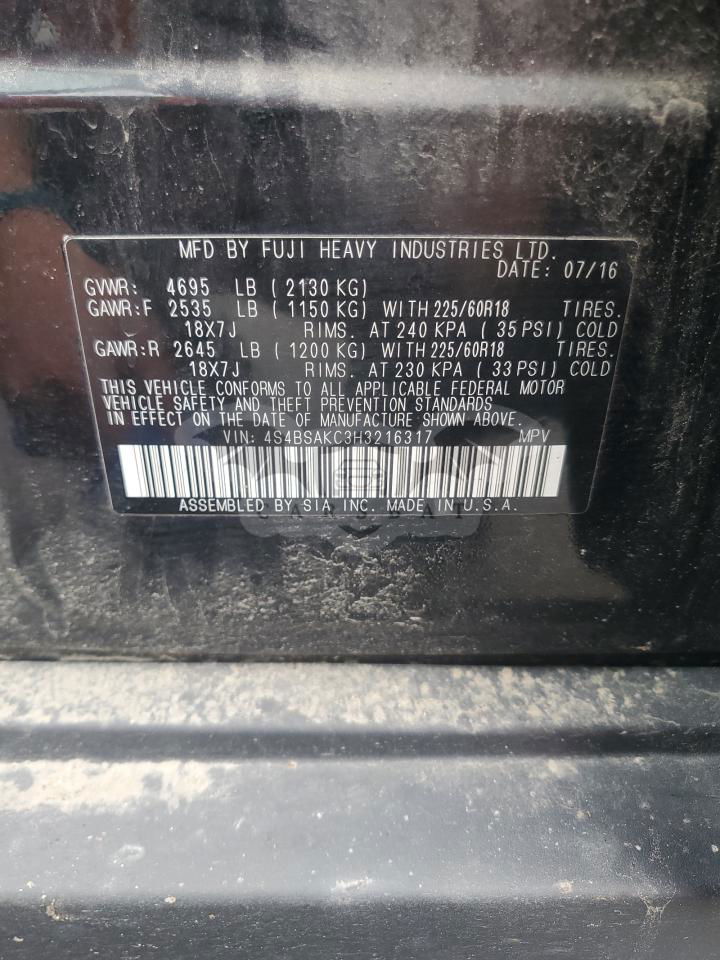 MFD BY FUJI HEAVY INDUSTRIES LTD.
DATE: 07/16
GVWR: 4695 LB ( 2130 KG)
GAWR:F 2535 LB ( 1150 KG) WITH 225/60R18 TIRES.
18X7J RIMS. AT 240 KPA ( 35 PSI) COLD
GAWR:R 2645 LB ( 1200 KG) WITH 225/60R18 TIRES.
18X7J RIMS. AT 230 KPA ( 33 PSI) COLD
THIS VEHICLE CONFORMS TO ALL APPLICABLE FEDERAL MOTOR
VEHICLE SAFETY AND THEFT PREVENTION STANDARDS
IN EFFECT ON THE DATE OF MANUFACTURE SHOWN ABOVE.
VIN: 4S4BSAKC3H3216317 MPV
ASSEMBLED BY SIA INC. MADE IN U.S.A.
CARSBAT